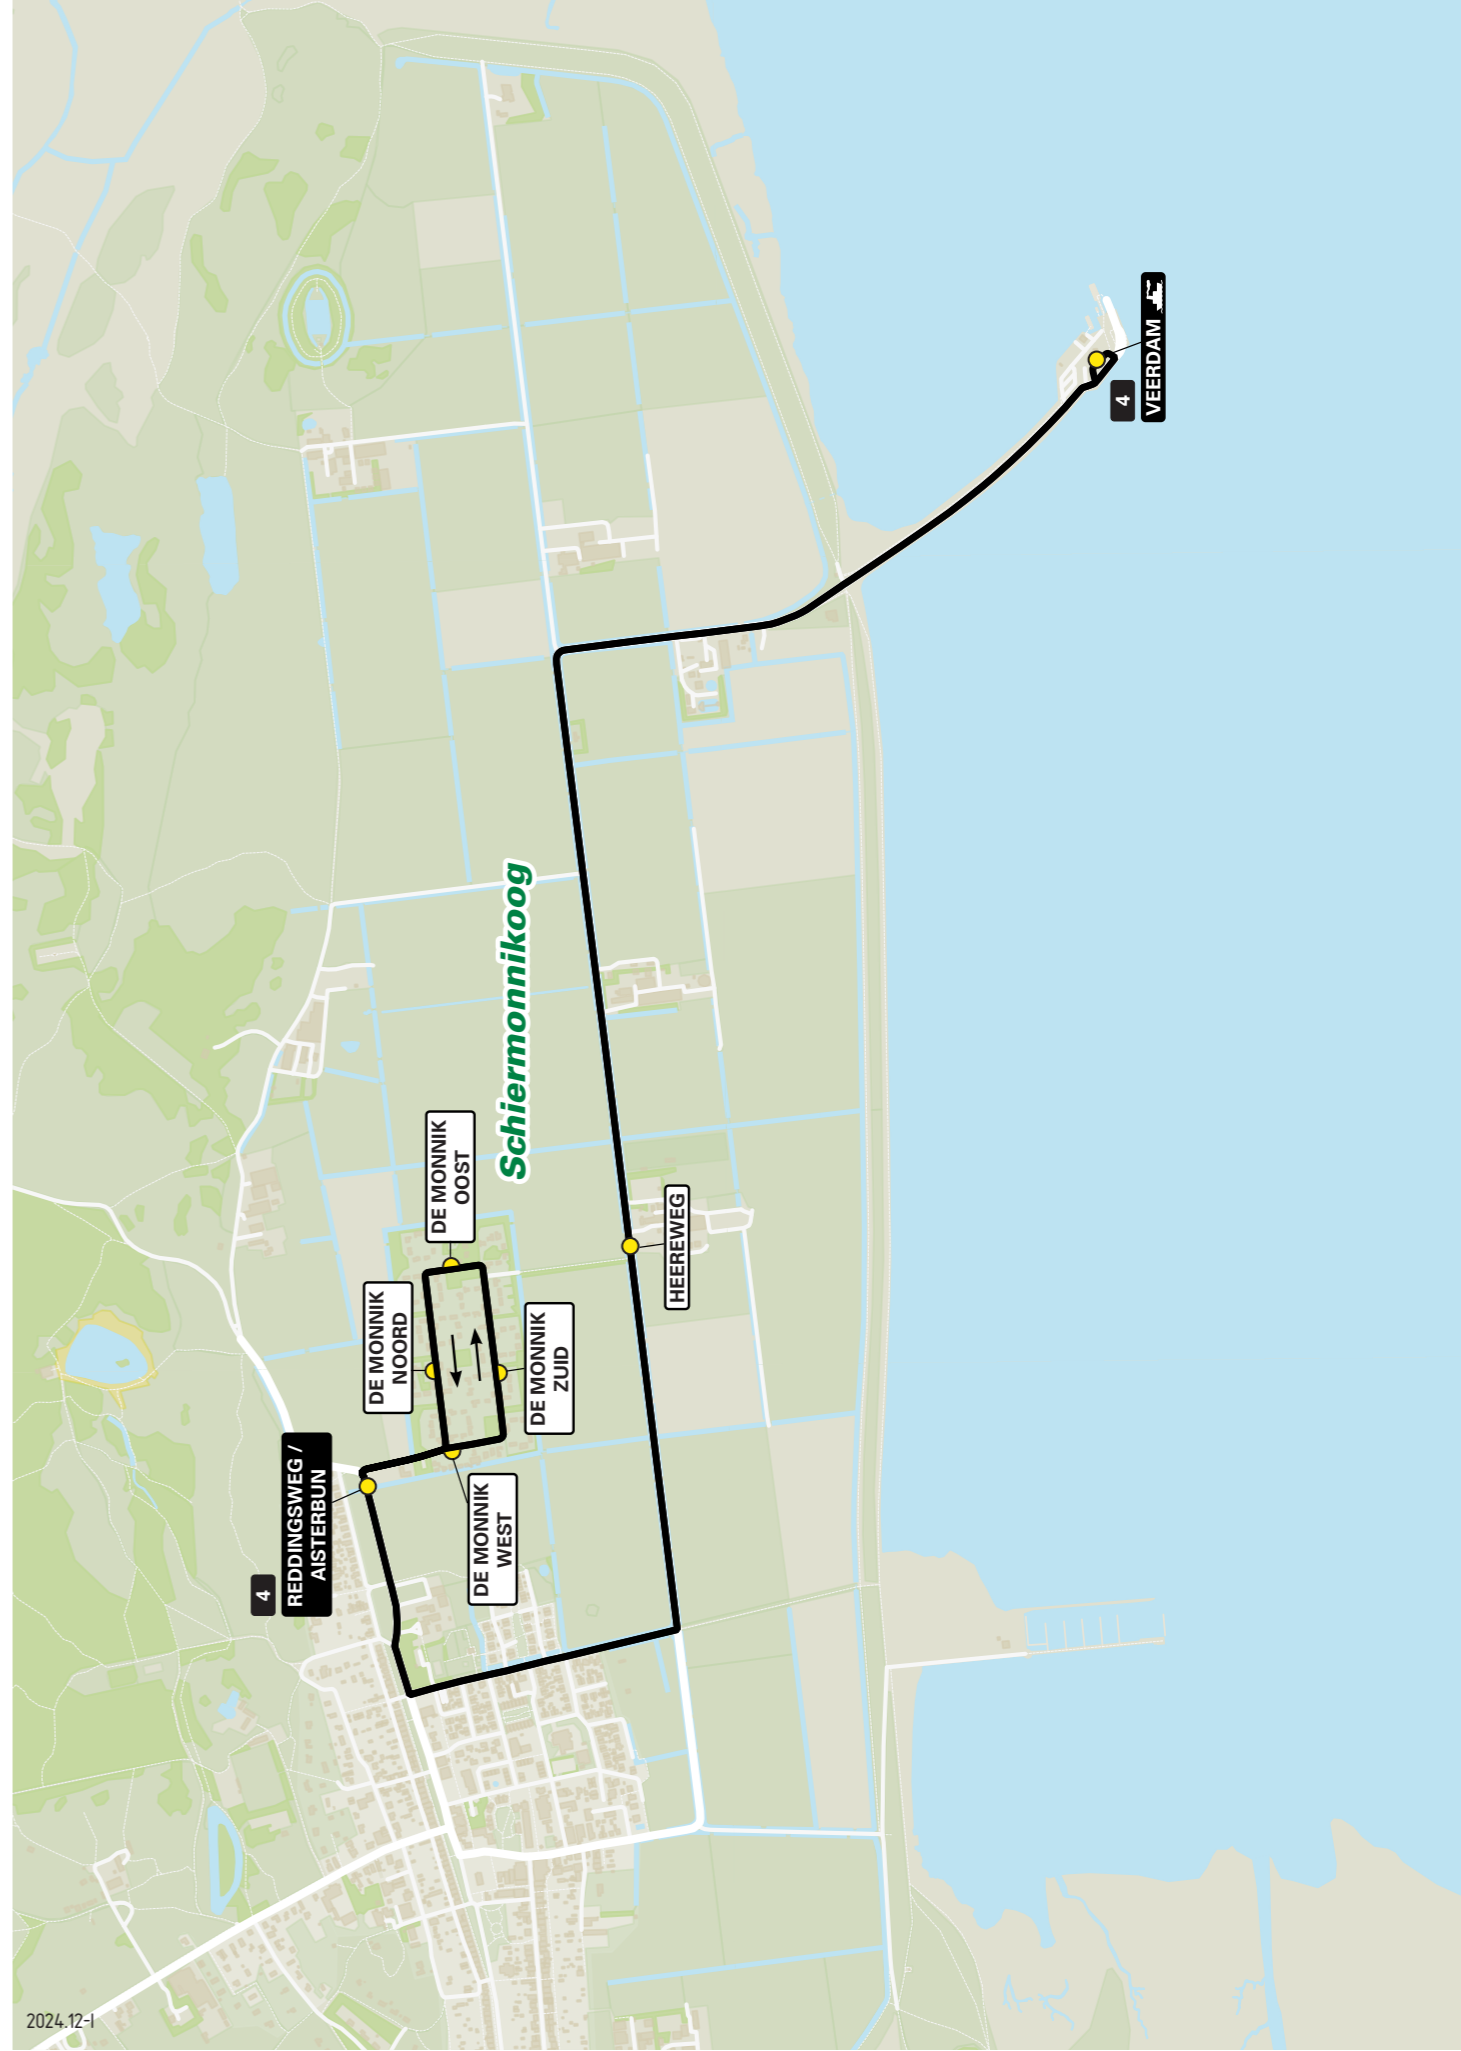 4
VEERDAM
Schiermonnikoog
DE MONNIK
OOST
HEEREWEG
DE MONNIK
NOORD
DE MONNIK
ZUID
4
REDDINGSWEG /
AISTERBUN
DE MONNIK
WEST
2024.12-I